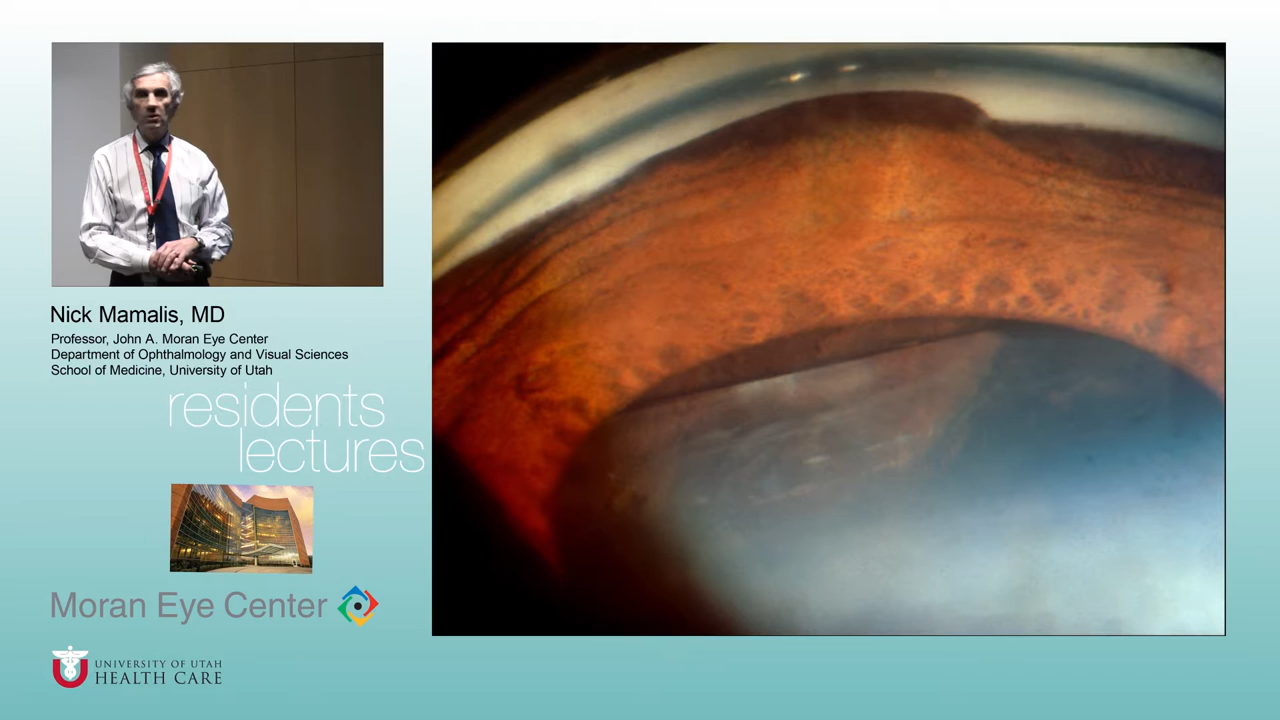 Nick Mamalis, MD
Professor, John A. Moran Eye Center
Department of Ophthalmology and Visual Sciences
School of Medicine, University of Utah
residents
lectures
Moran Eye Center
UNIVERSITY OF UTAH
HEALTH CARE